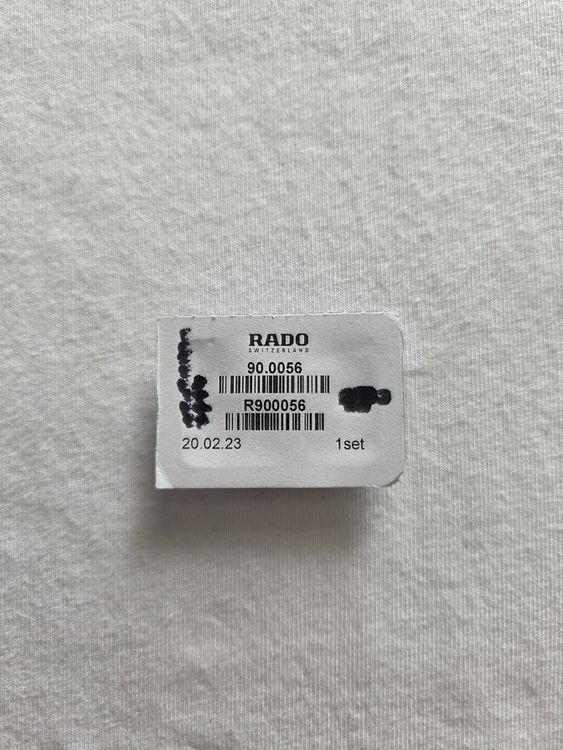 RADO
SWITZERLAND
90.0056
R900056
20.02.23 1set